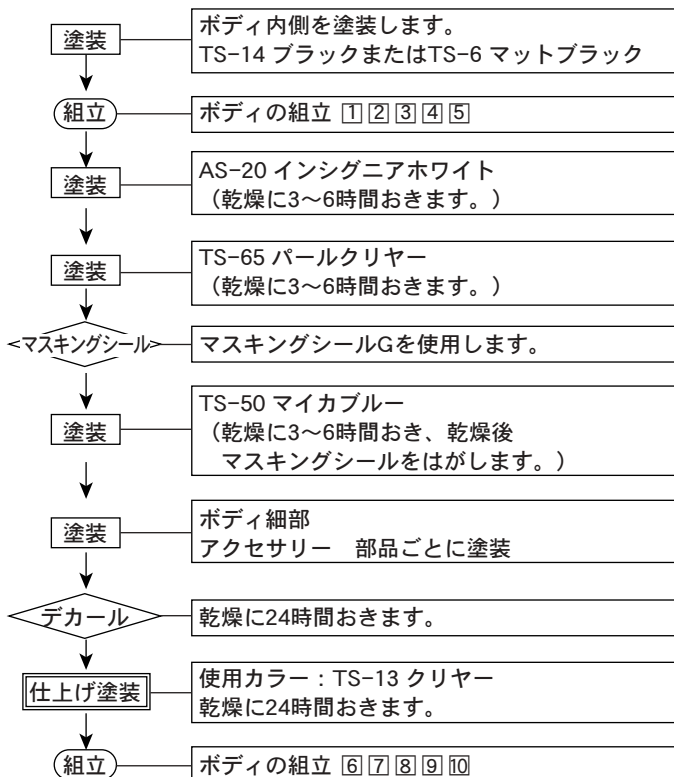 塗装
ボディ内側を塗装します。
TS-14 ブラックまたはTS-6 マットブラック
組立
ボディの組立 1 2 3 4 5
塗装
AS-20 インシグニアホワイト
（乾燥に3〜6時間おきます。）
塗装
TS-65 パールクリヤー
（乾燥に3〜6時間おきます。）
マスキングシール
マスキングシールGを使用します。
塗装
TS-50 マイカブルー
（乾燥に3〜6時間おき、乾燥後
マスキングシールをはがします。）
塗装
ボディ細部
アクセサリー　部品ごとに塗装
デカール
乾燥に24時間おきます。
仕上げ塗装
使用カラー：TS-13 クリヤー
乾燥に24時間おきます。
組立
ボディの組立 6 7 8 9 10